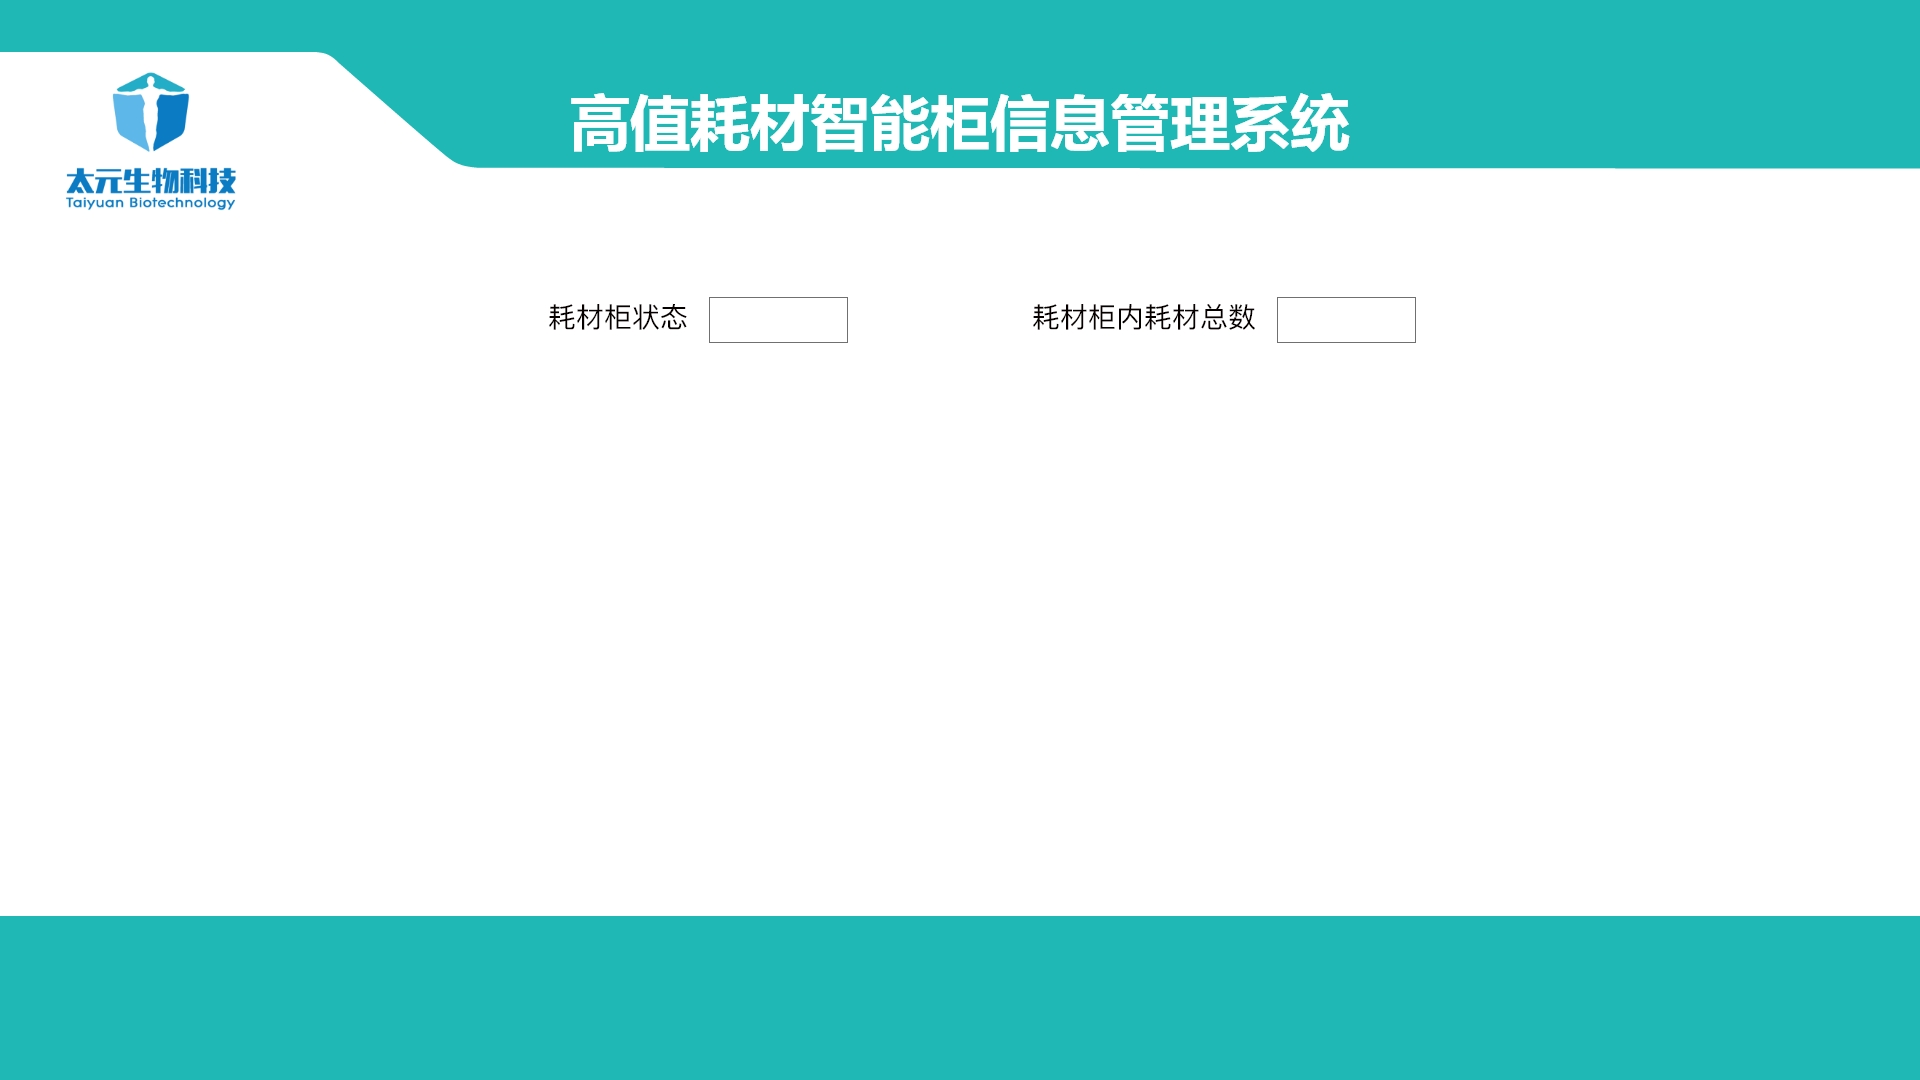 高值耗材智能柜信息管理系统
太元生物科技
Taiyuan Biotechnology
耗材柜状态
耗材柜内耗材总数